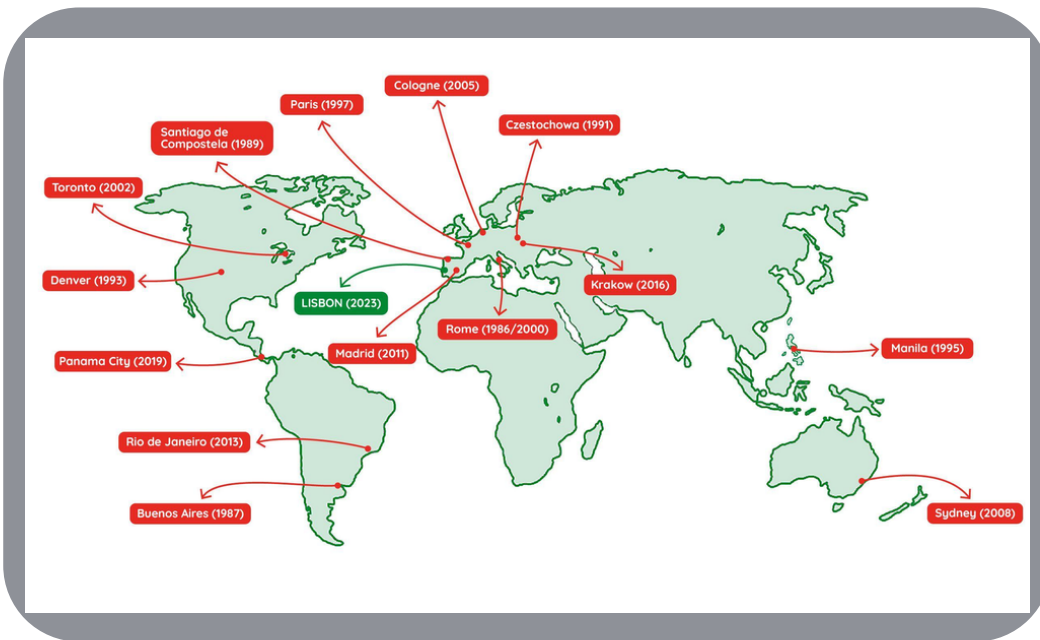 Cologne (2005)
Paris (1997)
Czestochowa (1991)
Santiago de
Compostela (1989)
Toronto (2002)
Denver (1993)
Krakow (2016)
LISBON (2023)
Rome (1986/2000)
Madrid (2011)
Manila (1995)
Panama City (2019)
Rio de Janeiro (2013)
Buenos Aires (1987)
Sydney (2008)